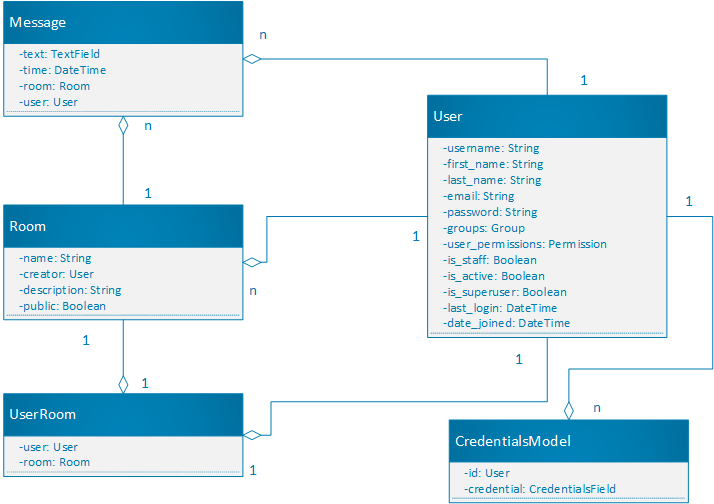 Message
-text: TextField
-time: DateTime
-room: Room
-user: User
n
1
n
1
User
-username: String
-first_name: String
-last_name: String
-email: String
-password: String
-groups: Group
-user_permissions: Permission
-is_staff: Boolean
-is_active: Boolean
-is_superuser: Boolean
-last_login: DateTime
-date_joined: DateTime
1
Room
-name: String
-creator: User
-description: String
-public: Boolean
1
n
1
1
1
UserRoom
-user: User
-room: Room
1
n
CredentialsModel
-id: User
-credential: CredentialsField